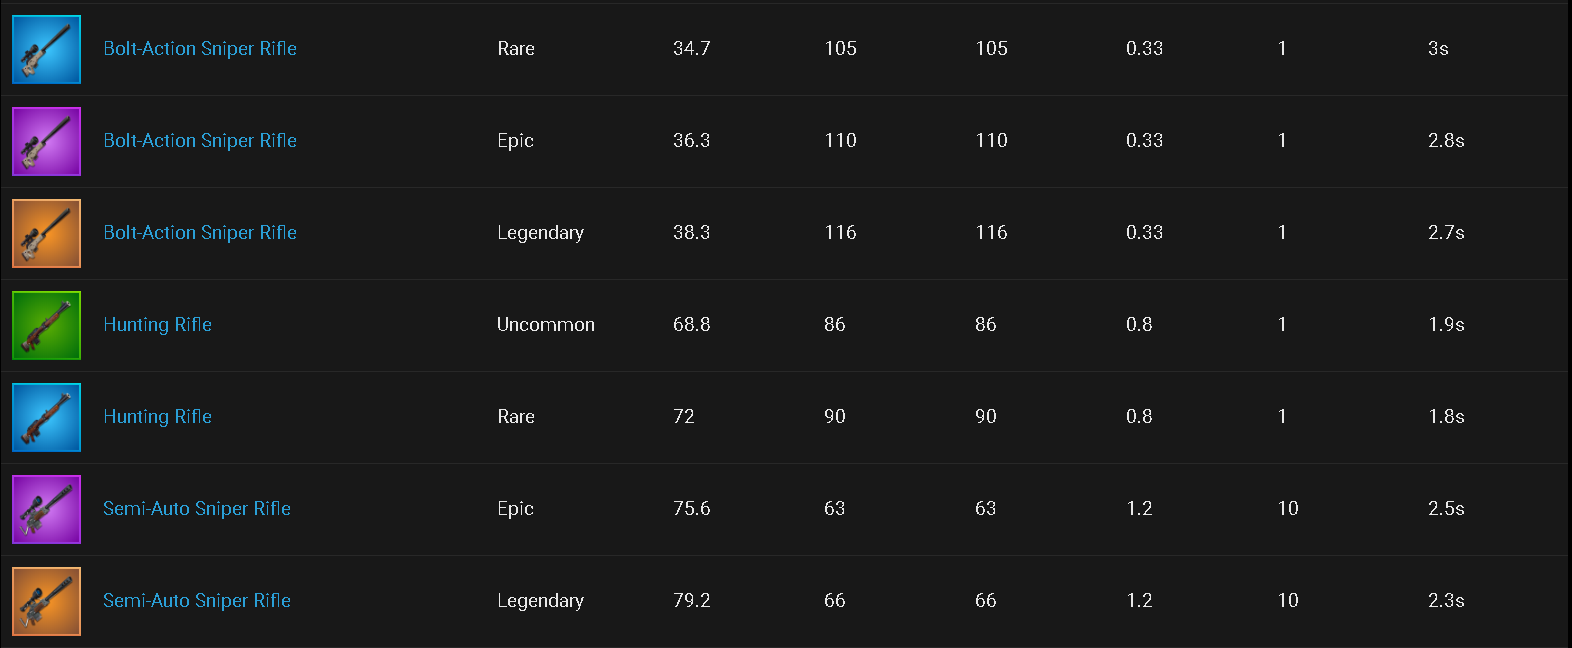 Bolt-Action Sniper Rifle Rare 34.7 105 105 0.33 1 3s
Bolt-Action Sniper Rifle Epic 36.3 110 110 0.33 1 2.8s
Bolt-Action Sniper Rifle Legendary 38.3 116 116 0.33 1 2.7s
Hunting Rifle Uncommon 68.8 86 86 0.8 1 1.9s
Hunting Rifle Rare 72 90 90 0.8 1 1.8s
Semi-Auto Sniper Rifle Epic 75.6 63 63 1.2 10 2.5s
Semi-Auto Sniper Rifle Legendary 79.2 66 66 1.2 10 2.3s